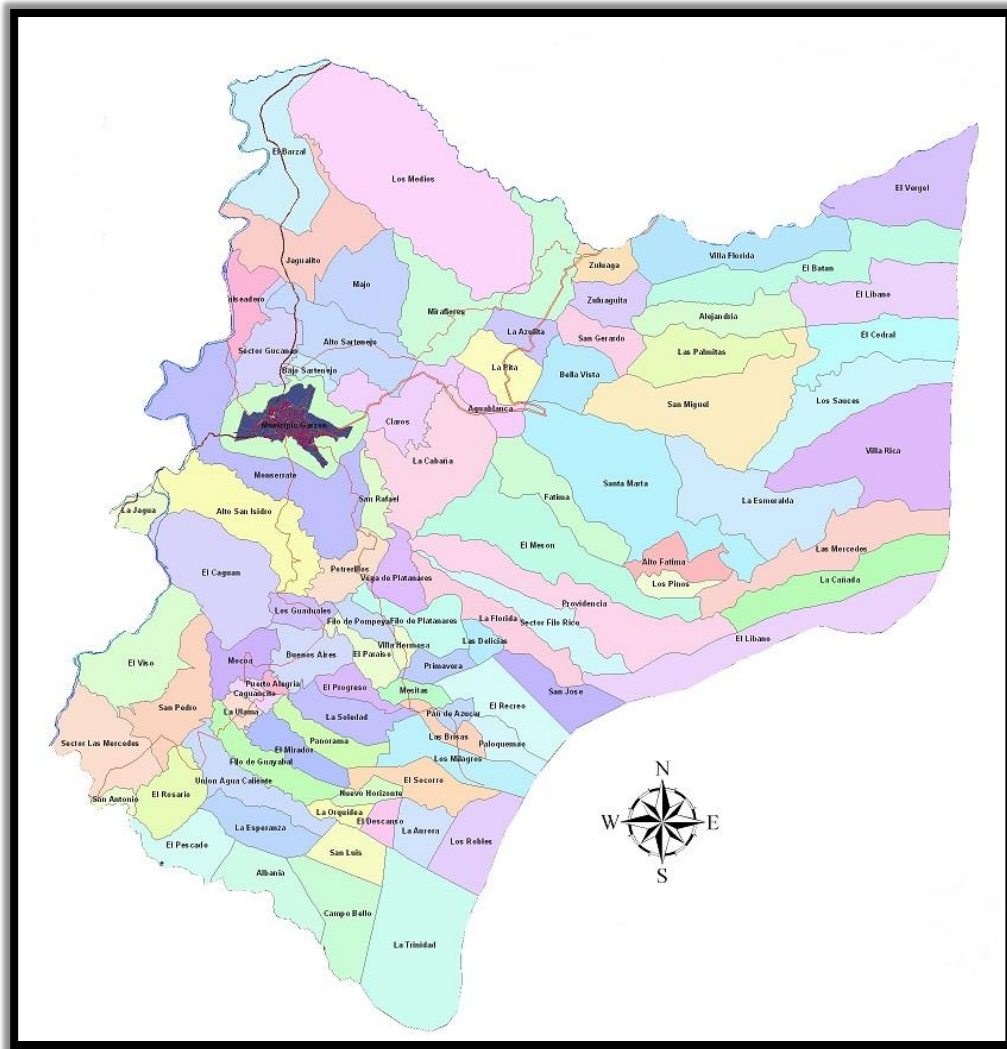 El Barzal
Los Medios
El Vergel
Jagualito
Villa Florida
Zuluaga
El Batan
Majo
Zuluaguita
El Libano
Mirafleres
Alejandria
La Azulita
San Gerardo
El Cedral
Alto Sartenejo
Sector Gucanas
Las Palmitas
La Pita
Bajo Sartenejo
Bella Vista
Los Sauces
San Miguel
Aguablanca
Claros
Municipio Garzon
Villa Rica
La Cabaña
Monserrate
Santa Marta
San Rafael
Fatima
La Esmeralda
La Jagua
Alto San Isidro
El Meson
Las Mercedes
Alto Fatima
El Caguan
Potrerillos
Vega de Platanares
La Cañada
Los Pinos
Providencia
Los Guaduales
La Florida
Filo de Pompeya
Filo de Platanares
Sector Filo Rico
El Libano
Las Delicias
Villa Hermosa
Buenos Aires
El Paraiso
Mocoa
El Viso
Primavera
Puerto Alegria
El Progreso
Mesitas
San Jose
Caguancito
San Pedro
La Ulama
El Recreo
Pan de Azucar
La Soledad
Las Brisas
Panorama
Sector Las Mercedes
Paloquemao
El Mirador
Los Milagros
Filo de Guayabal
Union Agua Caliente
El Socorro
Nuevo Horizonte
El Rosario
San Antonio
La Orquidea
El Descanso
La Esperanza
La Aurora
Los Robles
El Pescado
San Luis
Albania
Campo Bello
La Trinidad
N
W E
S